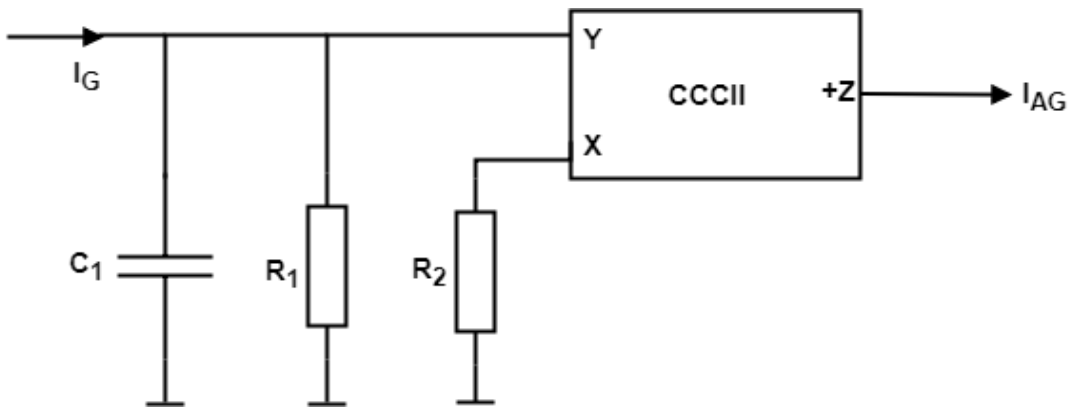 I_G
Y
CCCII
+Z
I_AG
X
C_1
R_1
R_2